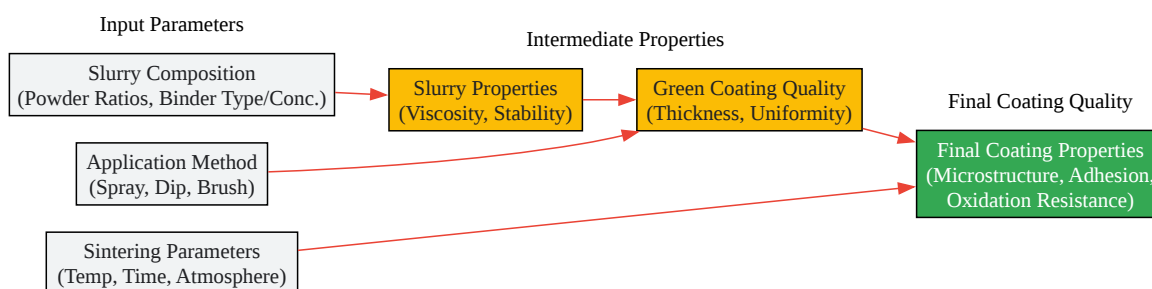 Input Parameters
Slurry Composition
(Powder Ratios, Binder Type/Conc.)
Application Method
(Spray, Dip, Brush)
Sintering Parameters
(Temp, Time, Atmosphere)
Intermediate Properties
Slurry Properties
(Viscosity, Stability)
Green Coating Quality
(Thickness, Uniformity)
Final Coating Quality
Final Coating Properties
(Microstructure, Adhesion,
Oxidation Resistance)